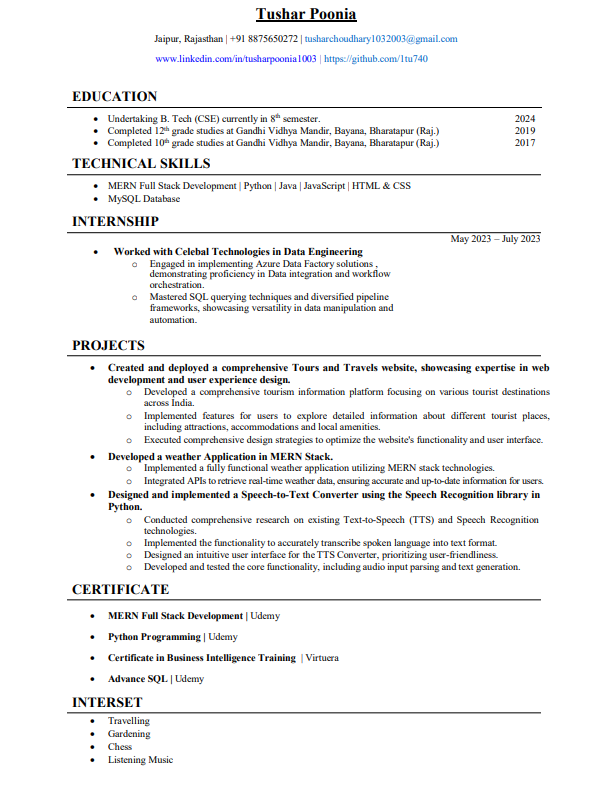 Tushar Poonia
Jaipur, Rajasthan | +91 8875650272 | tusharchoudhary1032003@gmail.com
www.linkedin.com/in/tusharpoonia1003 | https://github.com/1tu740
EDUCATION
• Undertaking B. Tech (CSE) currently in 8th semester. 2024
• Completed 12th grade studies at Gandhi Vidhya Mandir, Bayana, Bharatapur (Raj.) 2019
• Completed 10th grade studies at Gandhi Vidhya Mandir, Bayana, Bharatapur (Raj.) 2017
TECHNICAL SKILLS
• MERN Full Stack Development | Python | Java | JavaScript | HTML & CSS
• MySQL Database
INTERNSHIP
May 2023 – July 2023
• Worked with Celebal Technologies in Data Engineering
o Engaged in implementing Azure Data Factory solutions ,
demonstrating proficiency in Data integration and workflow
orchestration.
o Mastered SQL querying techniques and diversified pipeline
frameworks, showcasing versatility in data manipulation and
automation.
PROJECTS
• Created and deployed a comprehensive Tours and Travels website, showcasing expertise in web
development and user experience design.
o Developed a comprehensive tourism information platform focusing on various tourist destinations
across India.
o Implemented features for users to explore detailed information about different tourist places,
including attractions, accommodations and local amenities.
o Executed comprehensive design strategies to optimize the website's functionality and user interface.
• Developed a weather Application in MERN Stack.
o Implemented a fully functional weather application utilizing MERN stack technologies.
o Integrated APIs to retrieve real-time weather data, ensuring accurate and up-to-date information for users.
• Designed and implemented a Speech-to-Text Converter using the Speech Recognition library in
Python.
o Conducted comprehensive research on existing Text-to-Speech (TTS) and Speech Recognition
technologies.
o Implemented the functionality to accurately transcribe spoken language into text format.
o Designed an intuitive user interface for the TTS Converter, prioritizing user-friendliness.
o Developed and tested the core functionality, including audio input parsing and text generation.
CERTIFICATE
• MERN Full Stack Development | Udemy
• Python Programming | Udemy
• Certificate in Business Intelligence Training | Virtuera
• Advance SQL | Udemy
INTERSET
• Travelling
• Gardening
• Chess
• Listening Music